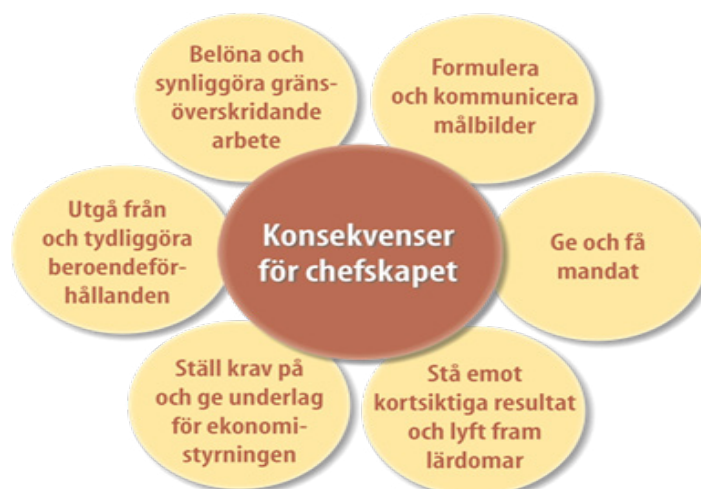 Belöna och
synliggöra gräns-
överskridande
arbete
Formulera
och kommunicera
målbilder
Utgå från
och tydliggöra
beroendeför-
hållanden
Konsekvenser
för chefskapet
Ge och få
mandat
Ställ krav på
och ge underlag
för ekonomi-
styrningen
Stå emot
kortsiktiga resultat
och lyft fram
lärdomar